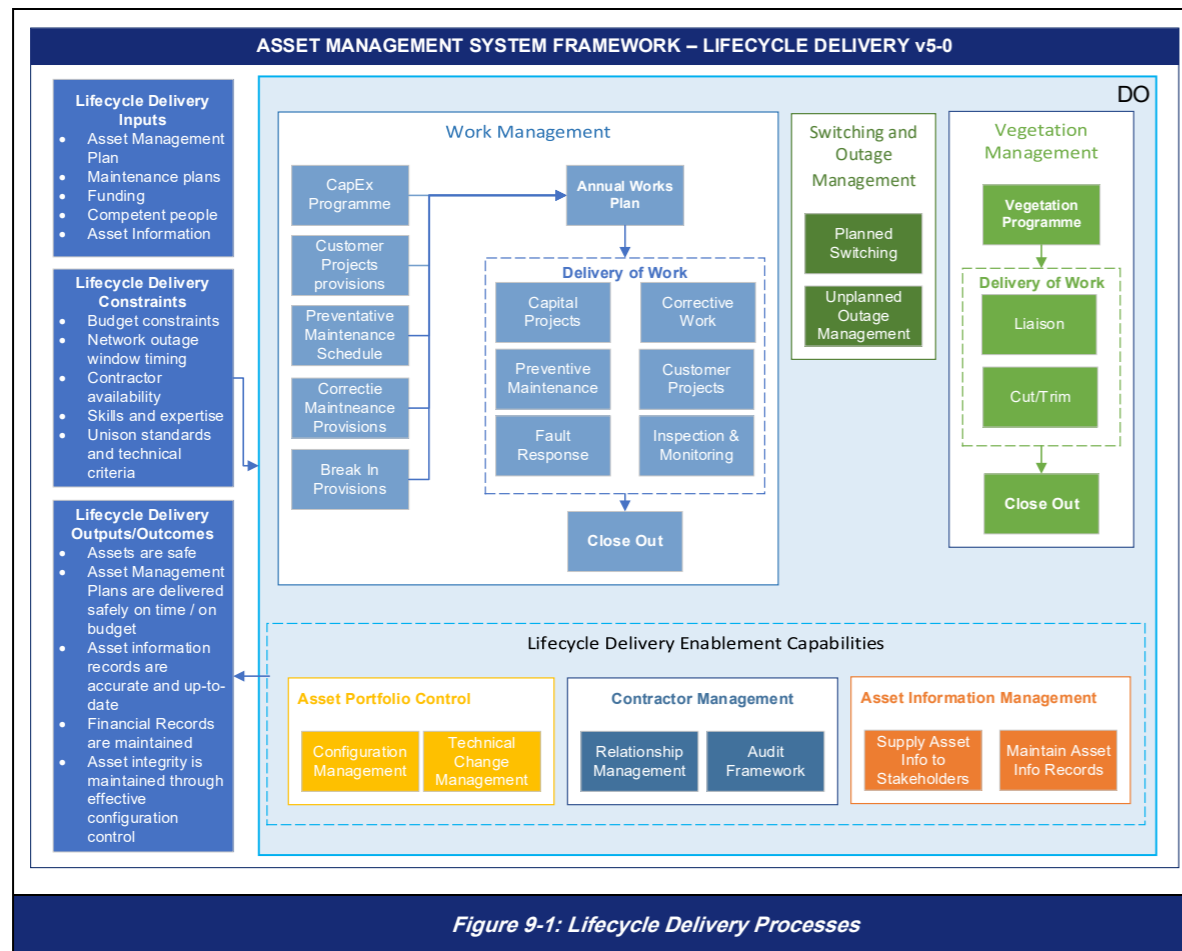 ASSET MANAGEMENT SYSTEM FRAMEWORK – LIFECYCLE DELIVERY v5-0
Lifecycle Delivery
Inputs
• Asset Management
Plan
• Maintenance plans
• Funding
• Competent people
• Asset Information
Lifecycle Delivery
Constraints
• Budget constraints
• Network outage
window timing
• Contractor
availability
• Skills and expertise
• Unison standards
and technical
criteria
Lifecycle Delivery
Outputs/Outcomes
• Assets are safe
• Asset Management
Plans are delivered
safely on time / on
budget
• Asset information
records are
accurate and up-to-
date
• Financial Records
are maintained
• Asset integrity is
maintained through
effective
configuration
control
DO
Work Management
CapEx
Programme
Customer
Projects
provisions
Preventative
Maintenance
Schedule
Correctie
Maintneance
Provisions
Break In
Provisions
Annual Works
Plan
Delivery of Work
Capital
Projects
Corrective
Work
Preventive
Maintenance
Customer
Projects
Fault
Response
Inspection &
Monitoring
Close Out
Switching and
Outage
Management
Planned
Switching
Unplanned
Outage
Management
Vegetation
Management
Vegetation
Programme
Delivery of Work
Liaison
Cut/Trim
Close Out
Lifecycle Delivery Enablement Capabilities
Asset Portfolio Control
Configuration
Management
Technical
Change
Management
Contractor Management
Relationship
Management
Audit
Framework
Asset Information Management
Supply Asset
Info to
Stakeholders
Maintain Asset
Info Records
Figure 9-1: Lifecycle Delivery Processes